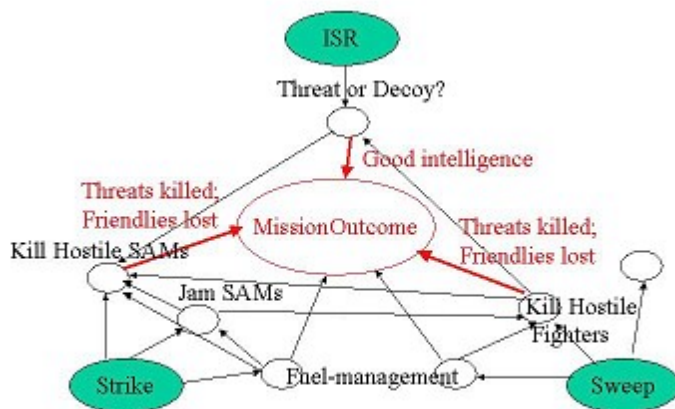 ISR
Threat or Decoy?
Good intelligence
Threats killed;
Friendlies lost
MissionOutcome
Threats killed;
Friendlies lost
Kill Hostile SAMs
Jam SAMs
Kill Hostile
Fighters
Strike
Fuel-management
Sweep